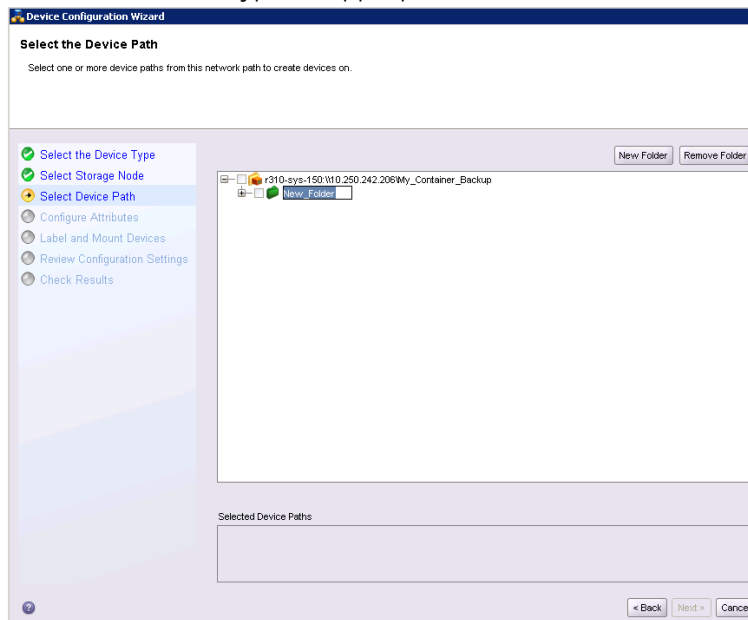 Device Configuration Wizard
Select the Device Path
Select one or more device paths from this network path to create devices on.
Select the Device Type
Select Storage Node
Select Device Path
Configure Attributes
Label and Mount Devices
Review Configuration Settings
Check Results
New Folder Remove Folder
r310-sys-150:\\10.250.242.206\My_Container_Backup
New_Folder
Selected Device Paths
< Back Next > Cance